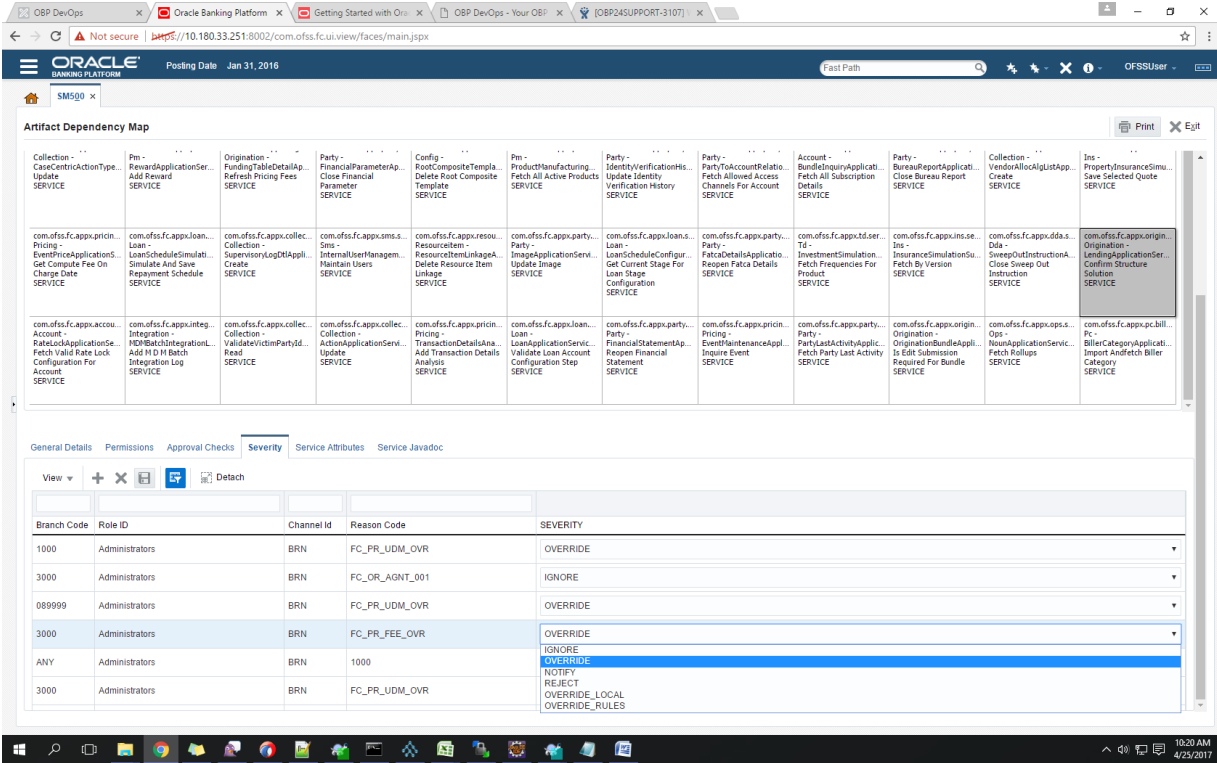 OBP DevOps
Oracle Banking Platform
Getting Started with Orac
OBP DevOps - Your OBP
[OBP24SUPPORT-3107]
Not secure | https://10.180.33.251:8002/com.ofss.fc.ui.view/faces/main.jspx
ORACLE
BANKING PLATFORM
Posting Date Jan 31, 2016
Fast Path
OFSSUser
SM500
Artifact Dependency Map
Print
Exit
Collection -
CaseCentricActionType...
Update
SERVICE
Pm -
RewardApplicationSer...
Add Reward
SERVICE
Origination -
FundingTableDetailAp...
Refresh Pricing Fees
SERVICE
Party -
FinancialParameterAp...
Close Financial
Parameter
SERVICE
Config -
RootCompositeTempla...
Delete Root Composite
Template
SERVICE
Pm -
ProductManufacturing...
Fetch All Active Products
SERVICE
Party -
IdentityVerificationHis...
Update Identity
Verification History
SERVICE
Party -
PartyToAccountRelatio...
Fetch Allowed Access
Channels For Account
SERVICE
Account -
BundleInquiryApplicati...
Fetch All Subscription
Details
SERVICE
Party -
BureauReportApplicati...
Close Bureau Report
SERVICE
Collection -
VendorAllocAlgListApp...
Create
SERVICE
Ins -
PropertyInsuranceSimu...
Save Selected Quote
SERVICE
com.ofss.fc.appx.pricin...
Pricing -
EventPriceApplicationS...
Get Compute Fee On
Charge Date
SERVICE
com.ofss.fc.appx.loan....
Loan -
LoanScheduleSimulati...
Simulate And Save
Repayment Schedule
SERVICE
com.ofss.fc.appx.collec...
Collection -
SupervisoryLogDtlAppli...
Create
SERVICE
com.ofss.fc.appx.sms.s...
Sms -
InternalUserManagem...
Maintain Users
SERVICE
com.ofss.fc.appx.resou...
Resourceitem -
ResourceItemLinkageA...
Delete Resource Item
Linkage
SERVICE
com.ofss.fc.appx.party....
Party -
ImageApplicationServi...
Update Image
SERVICE
com.ofss.fc.appx.loan.s...
Loan -
LoanScheduleConfigur...
Get Current Stage For
Loan Stage
Configuration
SERVICE
com.ofss.fc.appx.party....
Party -
FatcaDetailsApplicatio...
Reopen Fatca Details
SERVICE
com.ofss.fc.appx.td.ser...
Td -
InvestmentSimulation...
Fetch Frequencies For
Product
SERVICE
com.ofss.fc.appx.ins.se...
Ins -
InsuranceSimulationSu...
Fetch By Version
SERVICE
com.ofss.fc.appx.dda.s...
Dda -
SweepOutInstructionA...
Close Sweep Out
Instruction
SERVICE
com.ofss.fc.appx.origin...
Origination -
LendingApplicationSer...
Confirm Structure
Solution
SERVICE
com.ofss.fc.appx.accou...
Account -
RateLockApplicationSe...
Fetch Valid Rate Lock
Configuration For
Account
SERVICE
com.ofss.fc.appx.integ...
Integration -
MDMBatchIntegrationL...
Add M D M Batch
Integration Log
SERVICE
com.ofss.fc.appx.collec...
Collection -
ValidateVictimPartyId...
Read
SERVICE
com.ofss.fc.appx.collec...
Collection -
ActionApplicationServi...
Update
SERVICE
com.ofss.fc.appx.pricin...
Pricing -
TransactionDetailsAna...
Add Transaction Details
Analysis
SERVICE
com.ofss.fc.appx.loan....
Loan -
LoanApplicationServic...
Validate Loan Account
Configuration Step
SERVICE
com.ofss.fc.appx.party....
Party -
FinancialStatementAp...
Reopen Financial
Statement
SERVICE
com.ofss.fc.appx.pricin...
Pricing -
EventMaintenanceAppl...
Inquire Event
SERVICE
com.ofss.fc.appx.party....
Party -
PartyLastActivityApplic...
Fetch Party Last Activity
SERVICE
com.ofss.fc.appx.origin...
Origination -
OriginationBundleAppli...
Is Edit Submission
Required For Bundle
SERVICE
com.ofss.fc.appx.ops.s...
Ops -
NounApplicationServic...
Fetch Rollups
SERVICE
com.ofss.fc.appx.pc.bill...
Pc -
BillerCategoryApplicati...
Import Andfetch Biller
Category
SERVICE
General Details Permissions Approval Checks Severity Service Attributes Service Javadoc
View Detach
Branch Code Role ID Channel Id Reason Code SEVERITY
1000 Administrators BRN FC_PR_UDM_OVR OVERRIDE
3000 Administrators BRN FC_OR_AGNT_001 IGNORE
089999 Administrators BRN FC_PR_UDM_OVR OVERRIDE
3000 Administrators BRN FC_PR_FEE_OVR OVERRIDE
ANY Administrators BRN 1000
3000 Administrators BRN FC_PR_UDM_OVR
IGNORE
OVERRIDE
NOTIFY
REJECT
OVERRIDE_LOCAL
OVERRIDE_RULES
10:20 AM
4/25/2017